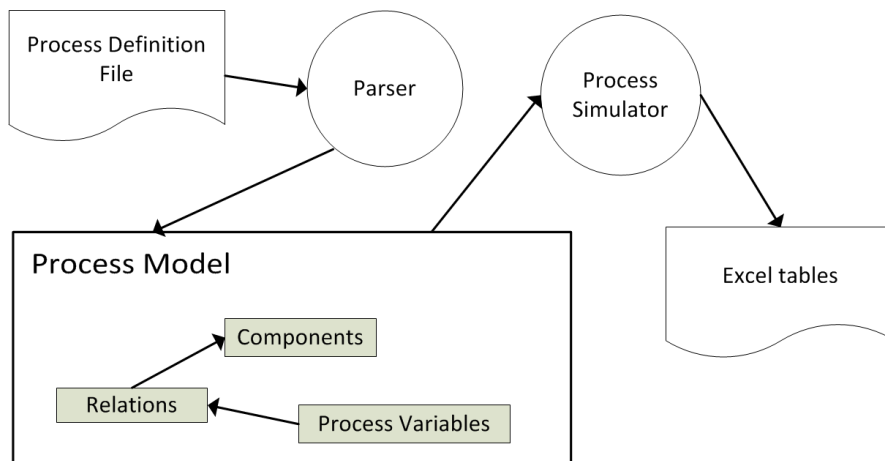 Process Definition
File
Parser
Process
Simulator
Process Model
Excel tables
Components
Relations
Process Variables